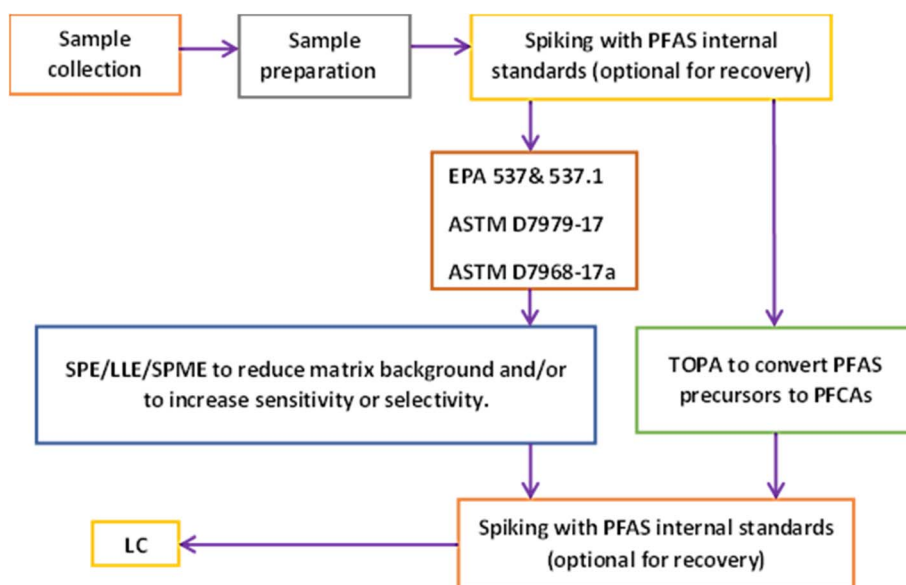 Sample
collection
Sample
preparation
Spiking with PFAS internal
standards (optional for recovery)
EPA 537& 537.1
ASTM D7979-17
ASTM D7968-17a
SPE/LLE/SPME to reduce matrix background and/or
to increase sensitivity or selectivity.
TOPA to convert PFAS
precursors to PFCAs
Spiking with PFAS internal standards
(optional for recovery)
LC